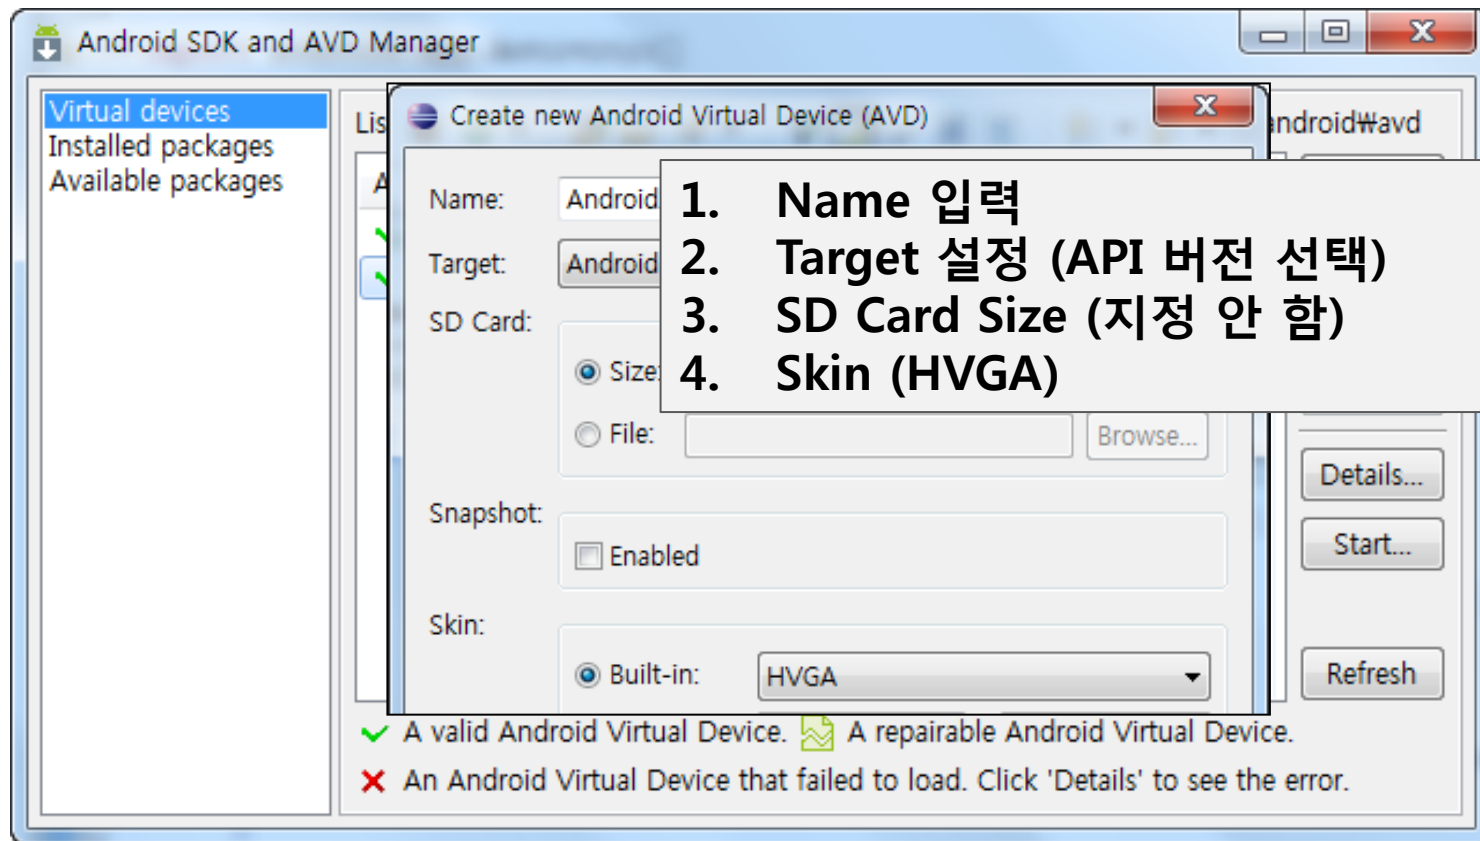 Android SDK and AVD Manager
Virtual devices
Installed packages
Available packages
Create new Android Virtual Device (AVD)
android₩avd
Name:
Android
Target:
Android
SD Card:
Size:
File:
Browse...
1. Name 입력
2. Target 설정 (API 버전 선택)
3. SD Card Size (지정 안 함)
4. Skin (HVGA)
Snapshot:
Enabled
Skin:
Built-in:
HVGA
Details...
Start...
Refresh
A valid Android Virtual Device. A repairable Android Virtual Device.
An Android Virtual Device that failed to load. Click 'Details' to see the error.